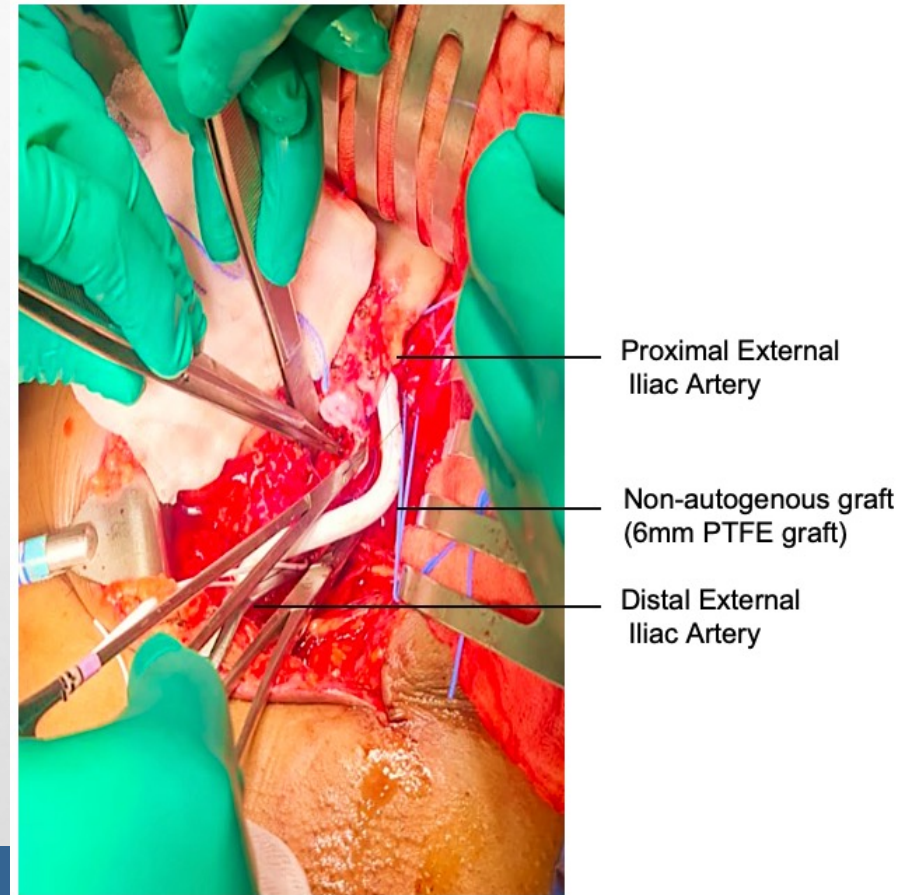 Proximal External
Iliac Artery
Non-autogenous graft
(6mm PTFE graft)
Distal External
Iliac Artery